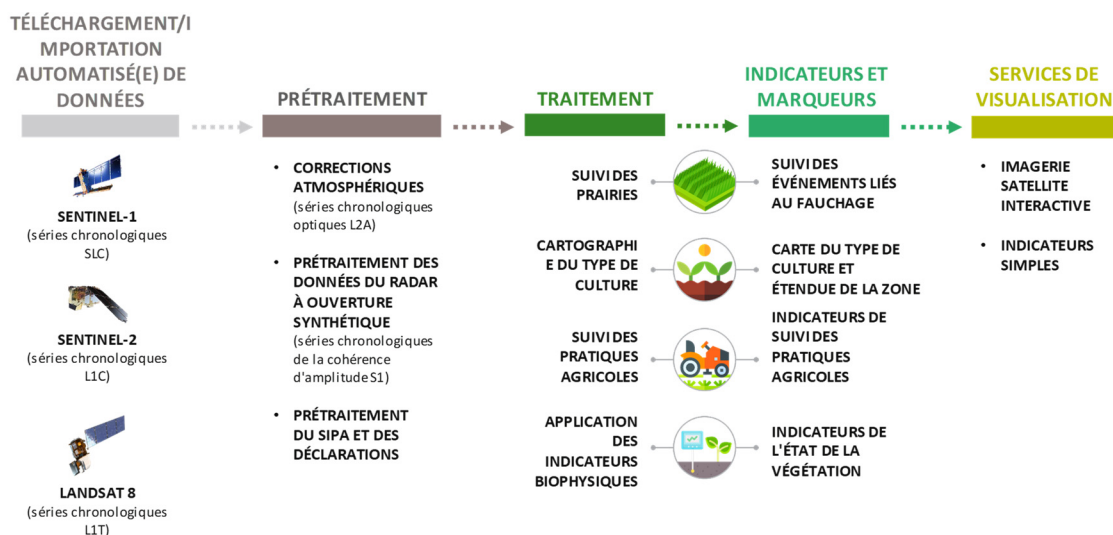 TÉLÉCHARGEMENT/I
MPORTATION
AUTOMATISÉ(E) DE
DONNÉES
SENTINEL-1
(séries chronologiques
SLC)
SENTINEL-2
(séries chronologiques
L1C)
LANDSAT 8
(séries chronologiques
L1T)
PRÉTRAITEMENT
• CORRECTIONS
ATMOSPHÉRIQUES
(séries chronologiques
optiques L2A)
• PRÉTRAITEMENT DES
DONNÉES DU RADAR
À OUVERTURE
SYNTHÉTIQUE
(séries chronologiques
de la cohérence
d'amplitude S1)
• PRÉTRAITEMENT
DU SIPA ET DES
DÉCLARATIONS
TRAITEMENT
SUIVI DES
PRAIRIES
CARTOGRAPHI
E DU TYPE DE
CULTURE
SUIVI DES
PRATIQUES
AGRICOLES
APPLICATION
DES
INDICATEURS
BIOPHYSIQUES
INDICATEURS ET
MARQUEURS
SUIVI DES
ÉVÉNEMENTS LIÉS
AU FAUCHAGE
CARTE DU TYPE DE
CULTURE ET
ÉTENDUE DE LA ZONE
INDICATEURS DE
SUIVI DES
PRATIQUES
AGRICOLES
INDICATEURS DE
L'ÉTAT DE LA
VÉGÉTATION
SERVICES DE
VISUALISATION
• IMAGERIE
SATELLITE
INTERACTIVE
• INDICATEURS
SIMPLES